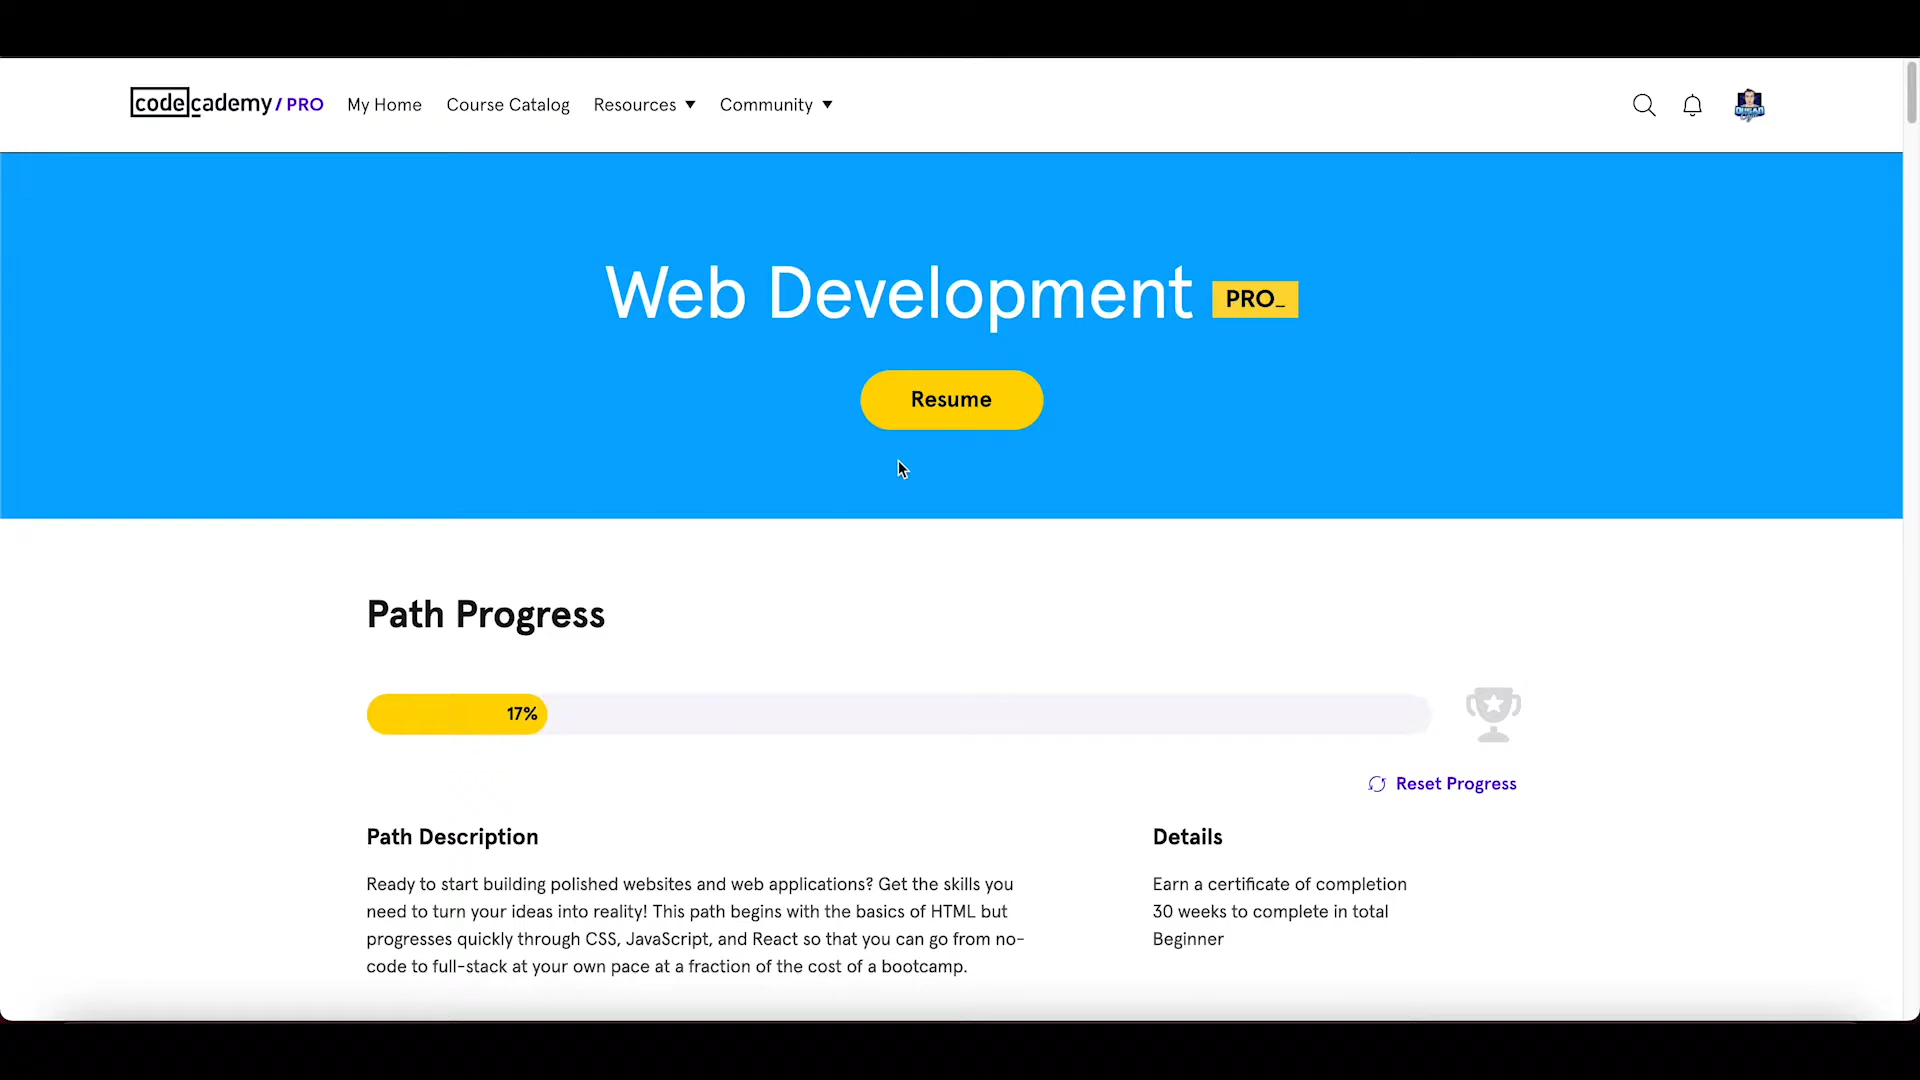 codecademy / PRO My Home Course Catalog Resources Community
Web Development PRO_
Resume
Path Progress
17%
Reset Progress
Path Description
Ready to start building polished websites and web applications? Get the skills you
need to turn your ideas into reality! This path begins with the basics of HTML but
progresses quickly through CSS, JavaScript, and React so that you can go from no-
code to full-stack at your own pace at a fraction of the cost of a bootcamp.
Details
Earn a certificate of completion
30 weeks to complete in total
Beginner